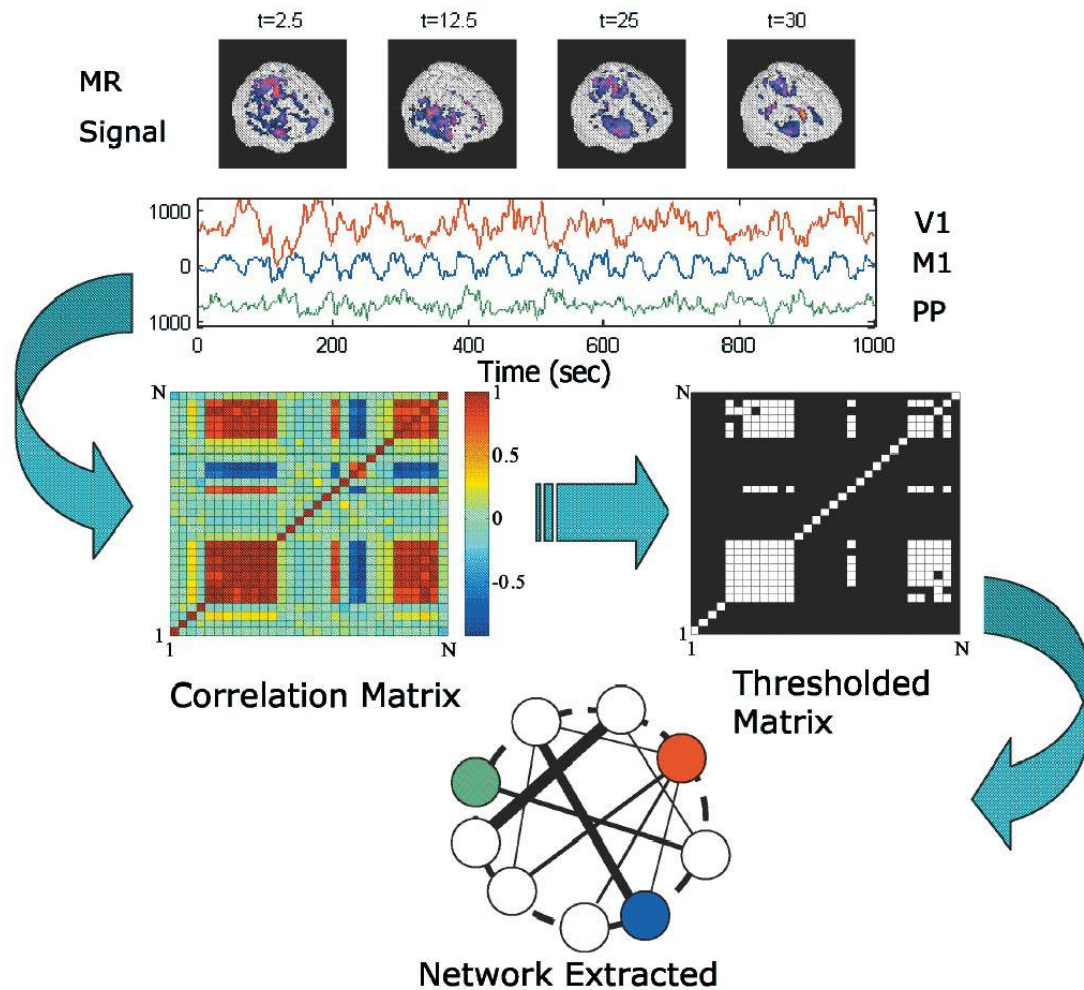 t=2.5 t=12.5 t=25 t=30
MR
Signal
1000
0
1000
V1
M1
PP
0 200 400 600 800 1000
Time (sec)
N
1
1 N
1
0.5
0
-0.5
N
1
1 N
Correlation Matrix
Thresholded
Matrix
Network Extracted